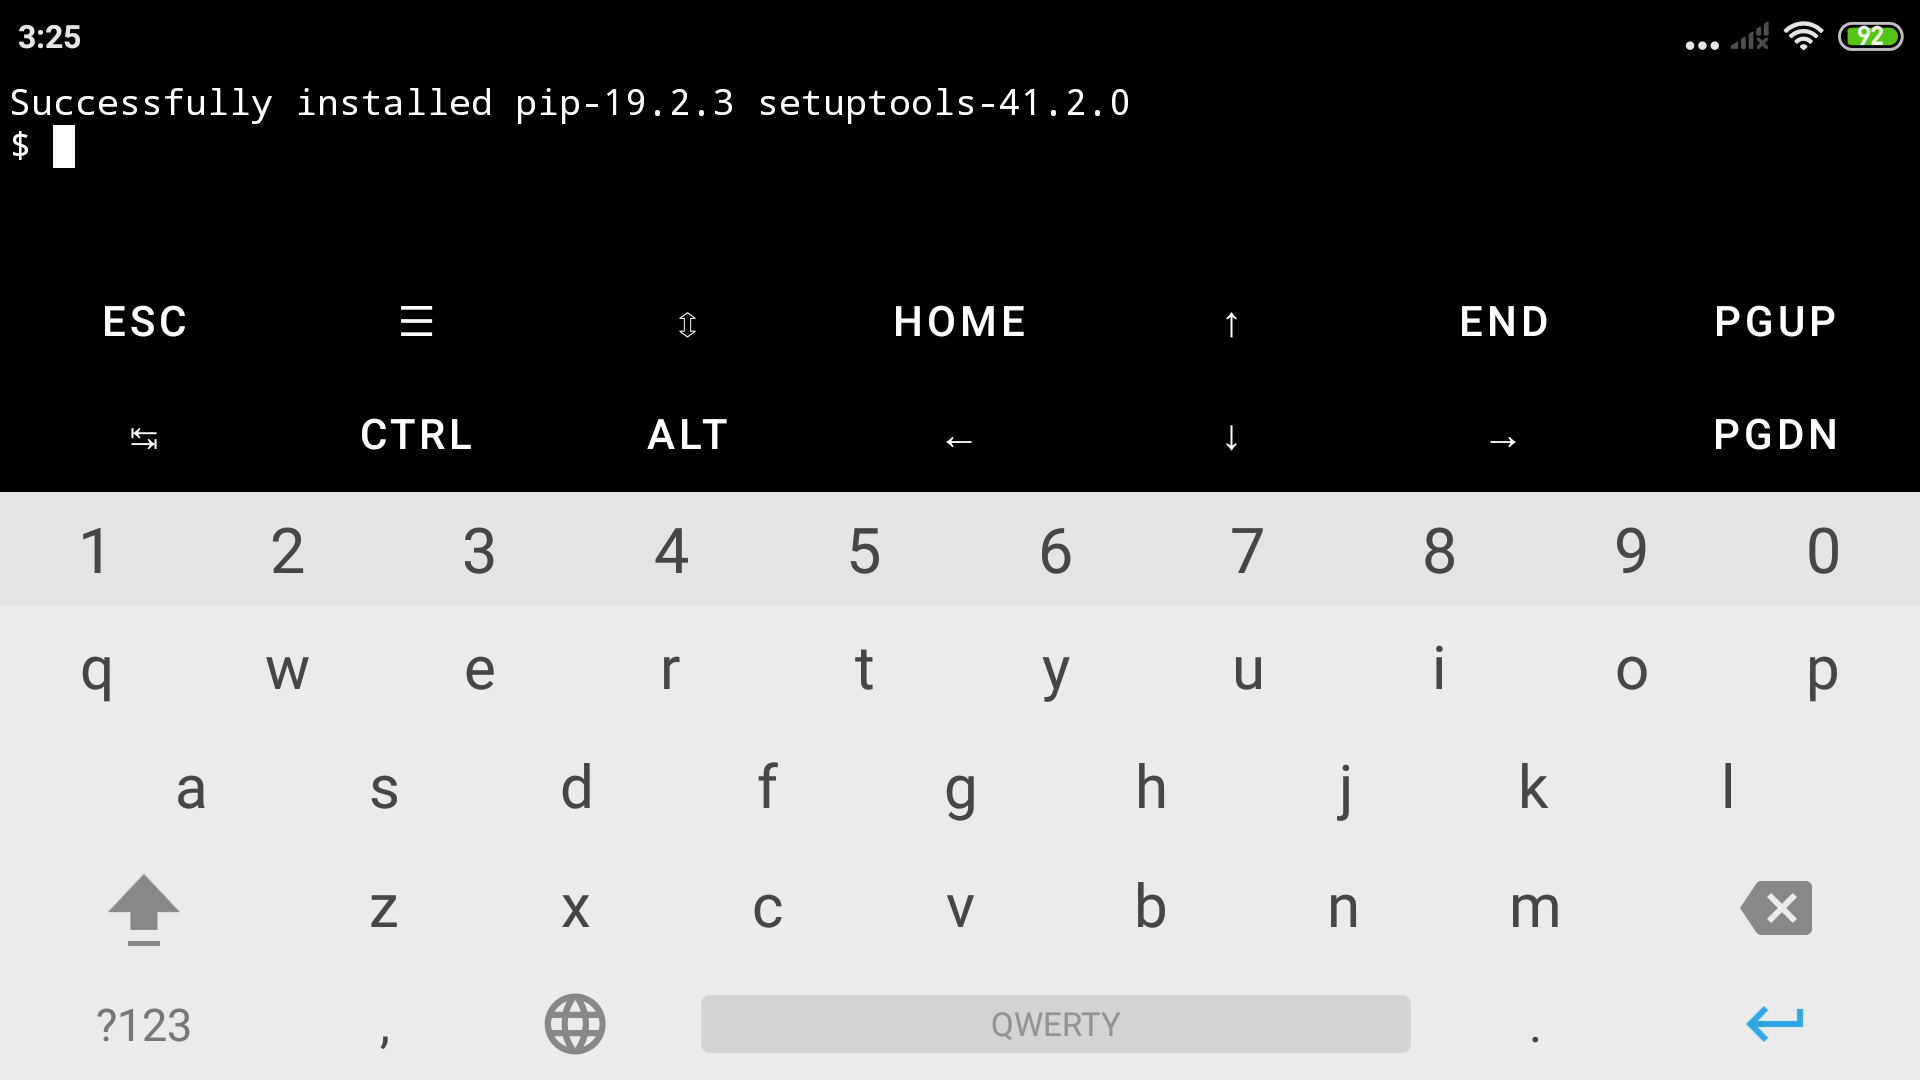 3:25 92
Successfully installed pip-19.2.3 setuptools-41.2.0
$
ESC ☰ ⇳ HOME ↑ END PGUP
↹ CTRL ALT ← ↓ → PGDN
1 2 3 4 5 6 7 8 9 0
q w e r t y u i o p
a s d f g h j k l
z x c v b n m
?123 , QWERTY .